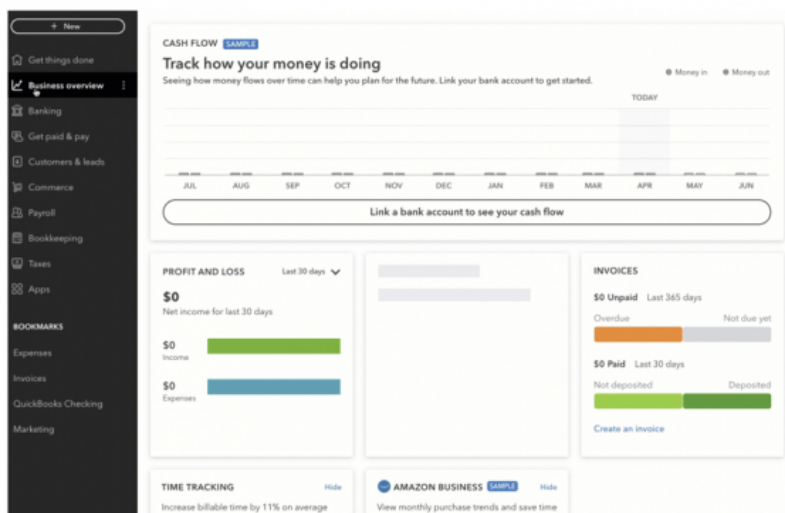 + New
Get things done
Business overview
Banking
Get paid & pay
Customers & leads
Commerce
Payroll
Bookkeeping
Taxes
Apps
BOOKMARKS
Expenses
Invoices
QuickBooks Checking
Marketing
CASH FLOW SAMPLE
Track how your money is doing
Seeing how money flows over time can help you plan for the future. Link your bank account to get started.
Money in Money out
TODAY
JUL AUG SEP OCT NOV DEC JAN FEB MAR APR MAY JUN
Link a bank account to see your cash flow
PROFIT AND LOSS Last 30 days
$0
Net income for last 30 days
$0
Income
$0
Expenses
INVOICES
$0 Unpaid Last 365 days
Overdue Not due yet
$0 Paid Last 30 days
Not deposited Deposited
Create an invoice
TIME TRACKING Hide
Increase billable time by 11% on average
AMAZON BUSINESS SAMPLE Hide
View monthly purchase trends and save time